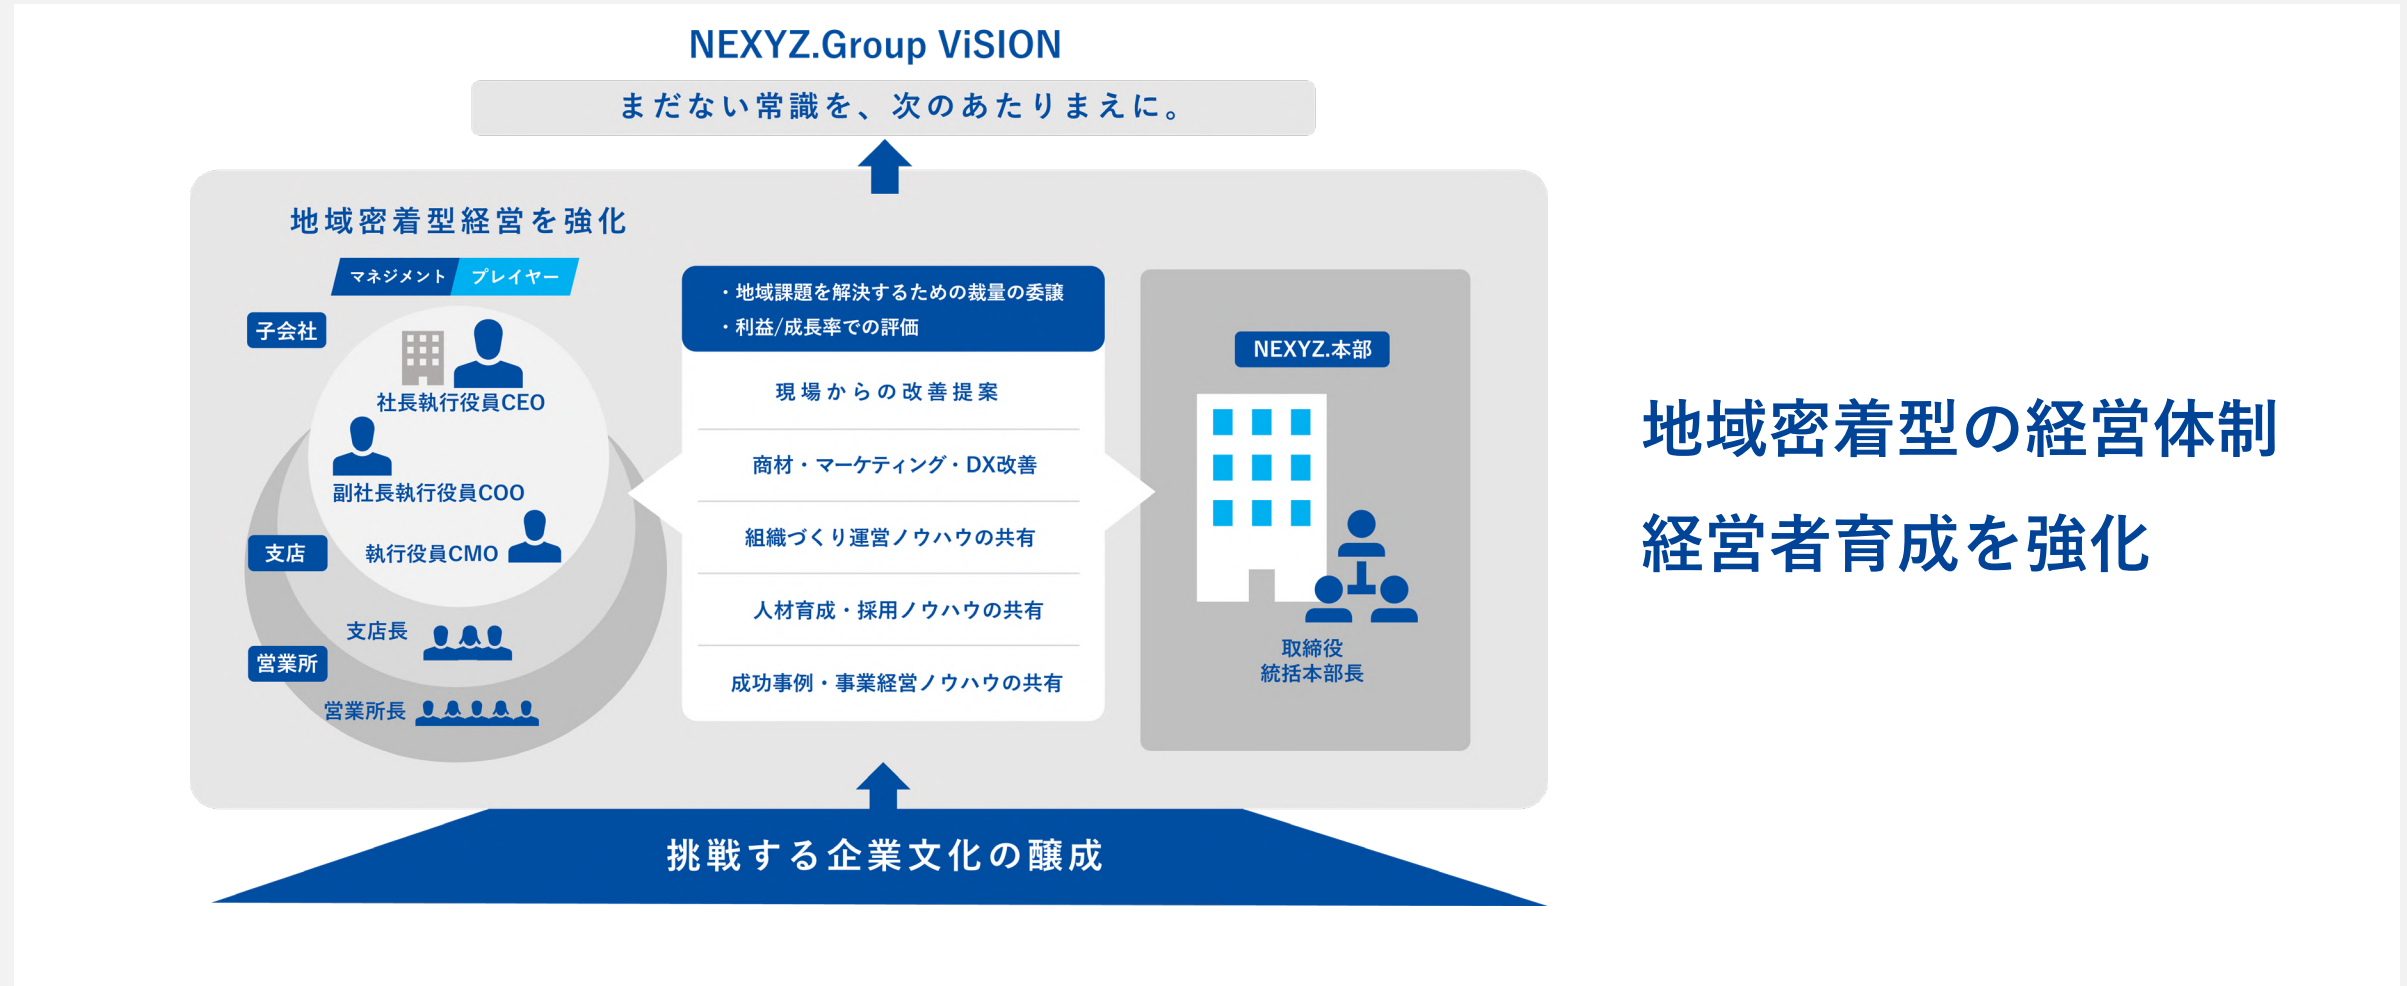 NEXYZ.Group ViSION
まだない常識を、次のあたりまえに。
地域密着型経営を強化
マネジメント
プレイヤー
子会社
社長執行役員CEO
副社長執行役員COO
執行役員CMO
支店
支店長
営業所
営業所長
・地域課題を解決するための裁量の委譲
・利益/成長率での評価
現場からの改善提案
商材・マーケティング・DX改善
組織づくり運営ノウハウの共有
人材育成・採用ノウハウの共有
成功事例・事業経営ノウハウの共有
NEXYZ.本部
取締役
統括本部長
挑戦する企業文化の醸成
地域密着型の経営体制
経営者育成を強化